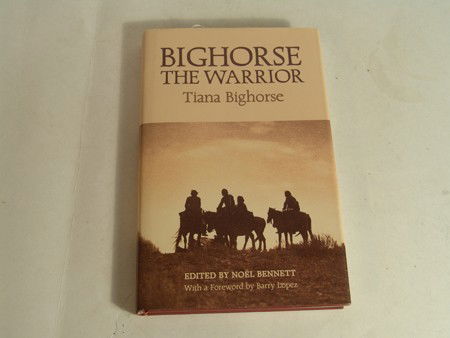 BIGHORSE
THE WARRIOR
Tiana Bighorse
EDITED BY NOËL BENNETT
With a Foreword by Barry Lopez